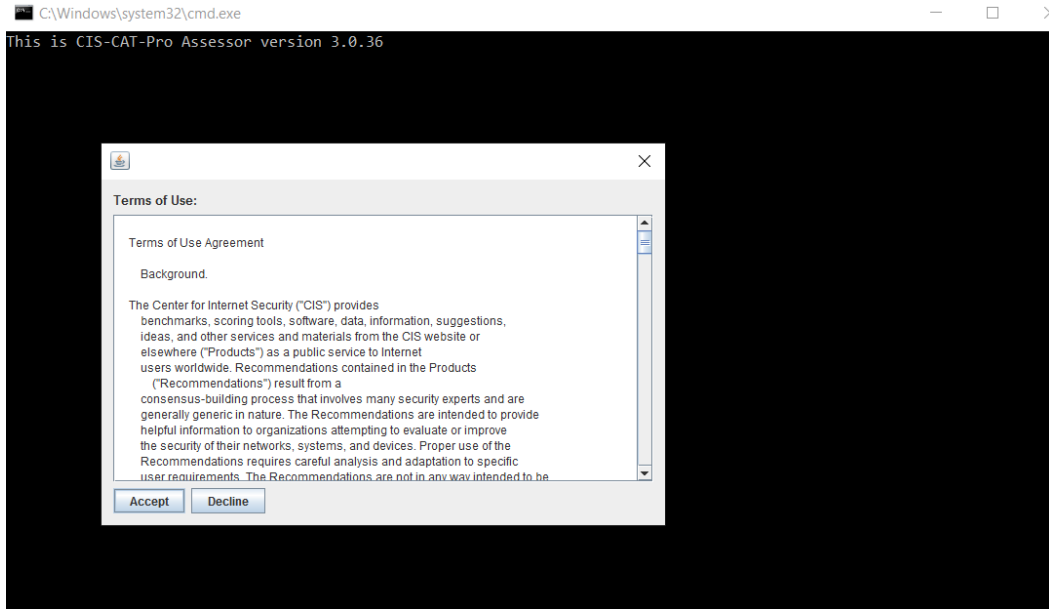 C:\Windows\system32\cmd.exe
This is CIS-CAT-Pro Assessor version 3.0.36
Terms of Use:
Terms of Use Agreement
Background.
The Center for Internet Security ("CIS") provides
benchmarks, scoring tools, software, data, information, suggestions,
ideas, and other services and materials from the CIS website or
elsewhere ("Products") as a public service to Internet
users worldwide. Recommendations contained in the Products
("Recommendations") result from a
consensus-building process that involves many security experts and are
generally generic in nature. The Recommendations are intended to provide
helpful information to organizations attempting to evaluate or improve
the security of their networks, systems, and devices. Proper use of the
Recommendations requires careful analysis and adaptation to specific
user requirements. The Recommendations are not in any way intended to be
Accept Decline